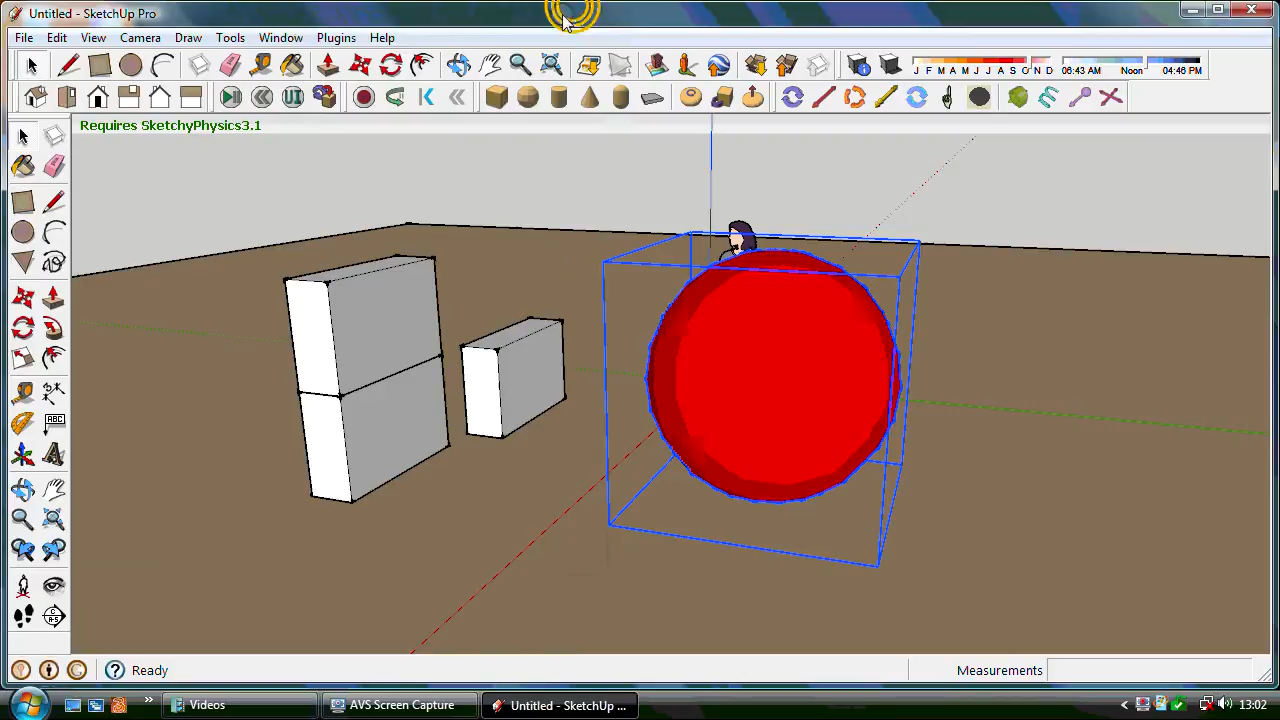 Untitled - SketchUp Pro
File Edit View Camera Draw Tools Window Plugins Help
J F M A M J J A S O N D
06:43 AM Noon 04:46 PM
Requires SketchyPhysics3.1
ABC
Ready
Measurements
Videos
AVS Screen Capture
Untitled - SketchUp ...
13:02